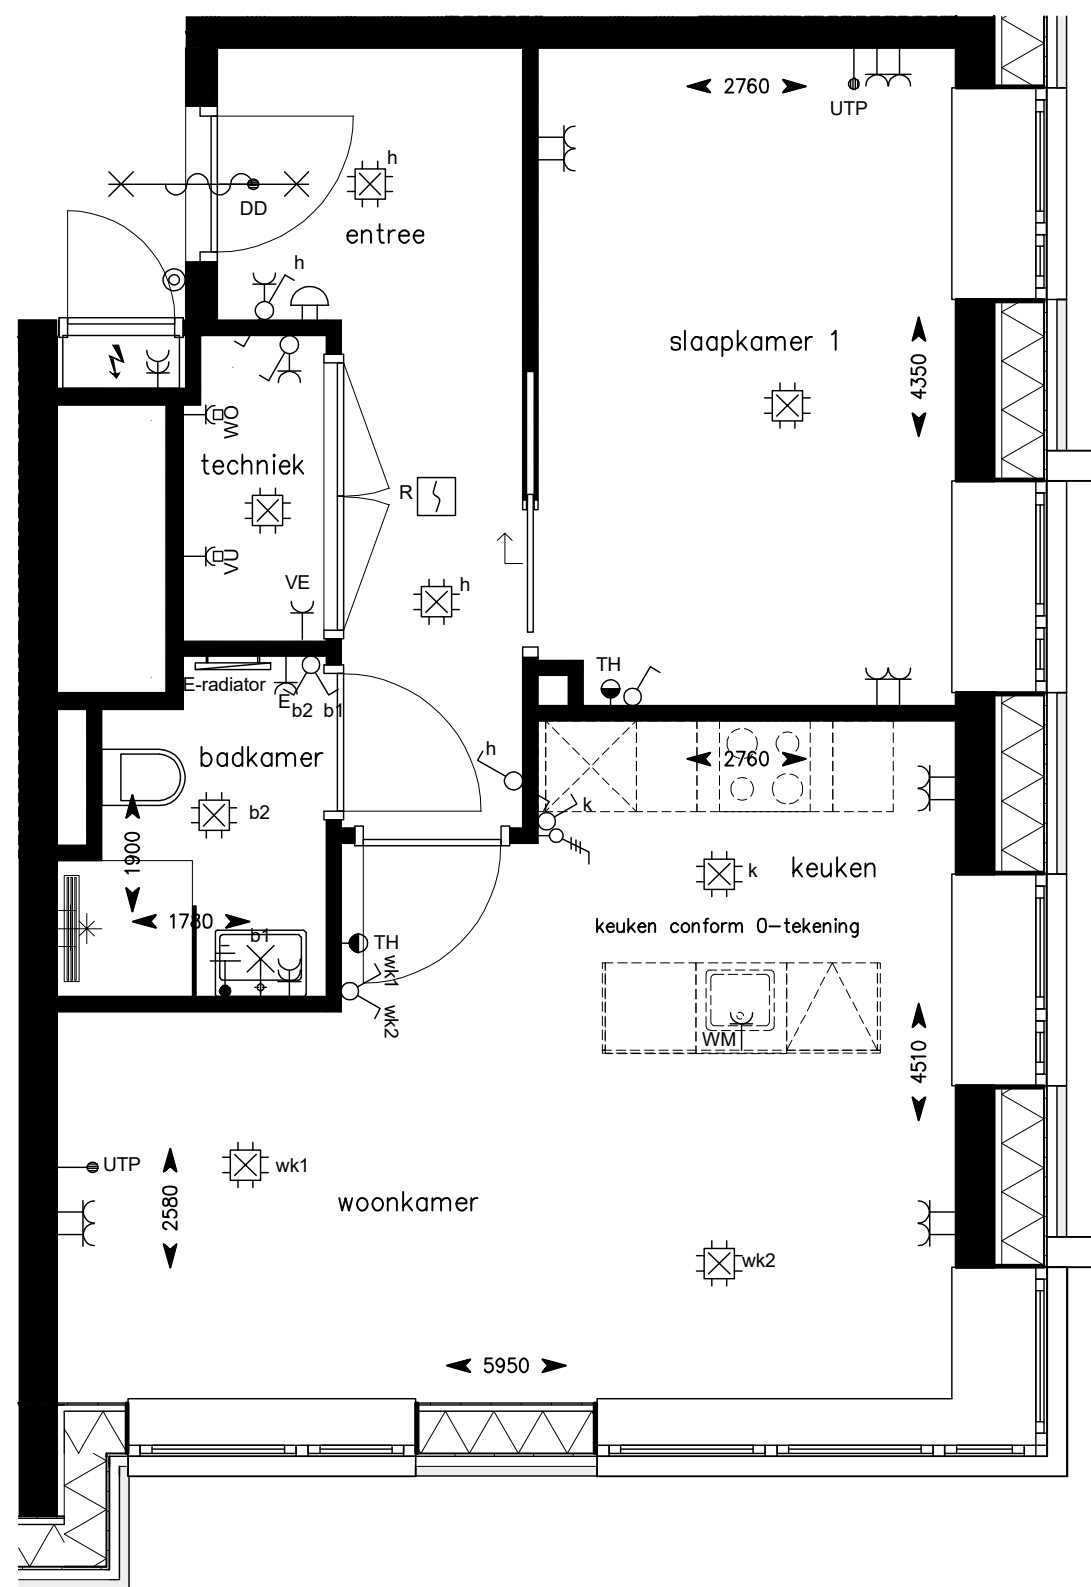 2760
UTP
h
DD
entree
h
slaapkamer 1
4350
WO
techniek
R
VU
VE
h
TH
E-radiator
E
b2
b1
badkamer
h
2760
b2
k
1900
k
keuken
keuken conform 0-tekening
1780
b1
TH
wk1
wk2
WM
4510
UTP
wk1
2580
woonkamer
wk2
5950